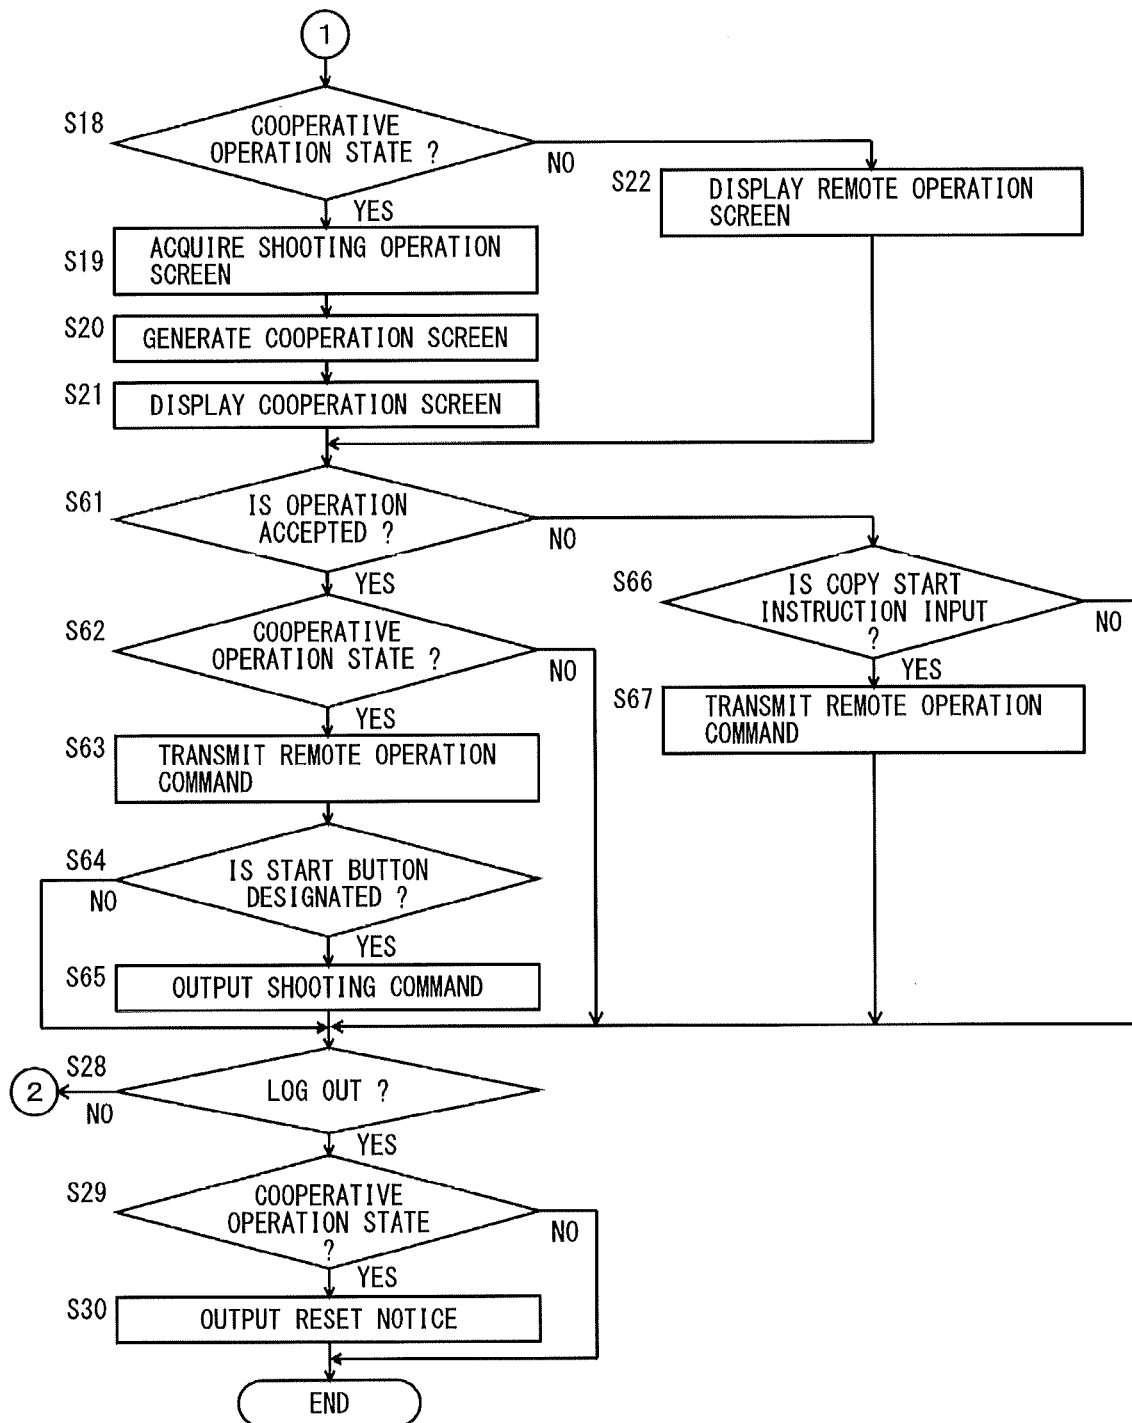 1
S18
COOPERATIVE
OPERATION STATE ?
NO
YES
S22
DISPLAY REMOTE OPERATION
SCREEN
S19
ACQUIRE SHOOTING OPERATION
SCREEN
S20
GENERATE COOPERATION SCREEN
S21
DISPLAY COOPERATION SCREEN
S61
IS OPERATION
ACCEPTED ?
NO
YES
S66
IS COPY START
INSTRUCTION INPUT
?
NO
YES
S62
COOPERATIVE
OPERATION STATE ?
NO
YES
S67
TRANSMIT REMOTE OPERATION
COMMAND
S63
TRANSMIT REMOTE OPERATION
COMMAND
S64
IS START BUTTON
DESIGNATED ?
NO
YES
S65
OUTPUT SHOOTING COMMAND
S28
2
LOG OUT ?
NO
YES
S29
COOPERATIVE
OPERATION STATE
?
NO
YES
S30
OUTPUT RESET NOTICE
END